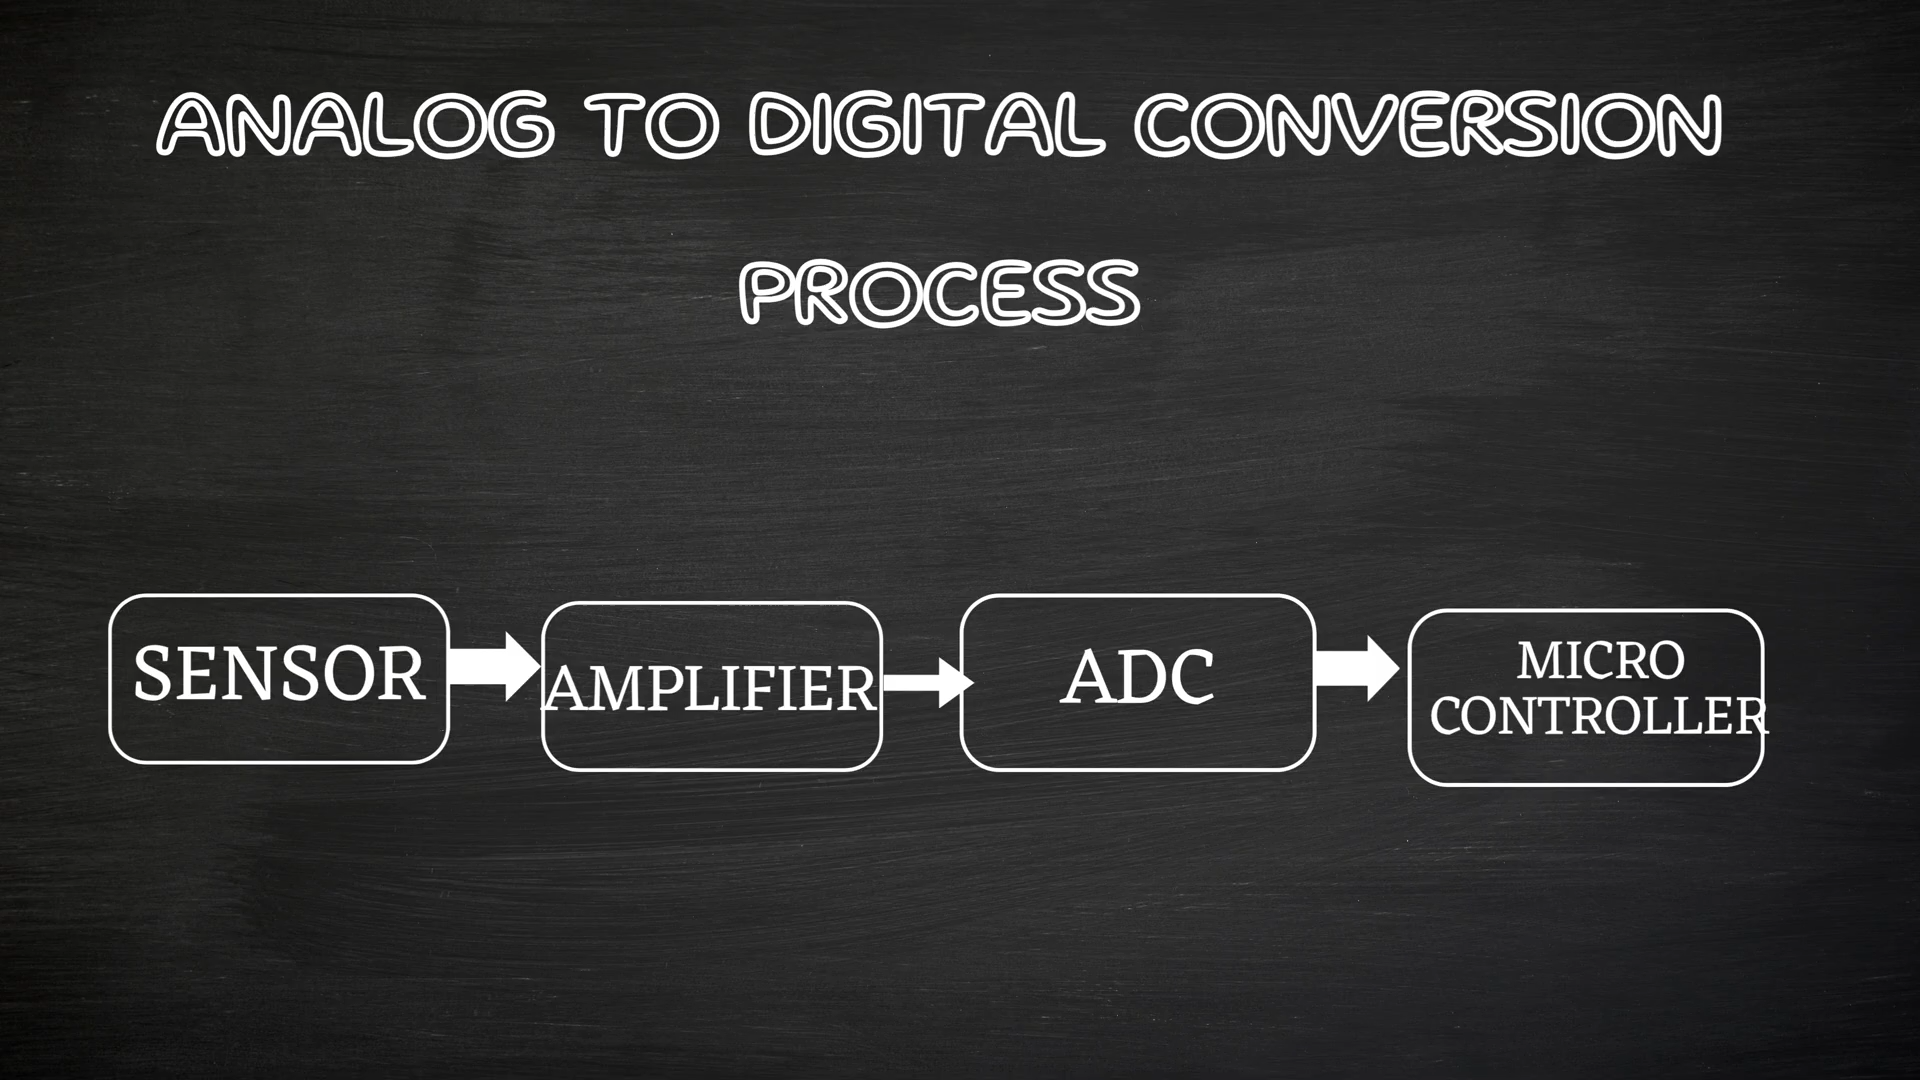 ANALOG TO DIGITAL CONVERSION
PROCESS
SENSOR
AMPLIFIER
ADC
MICRO
CONTROLLER